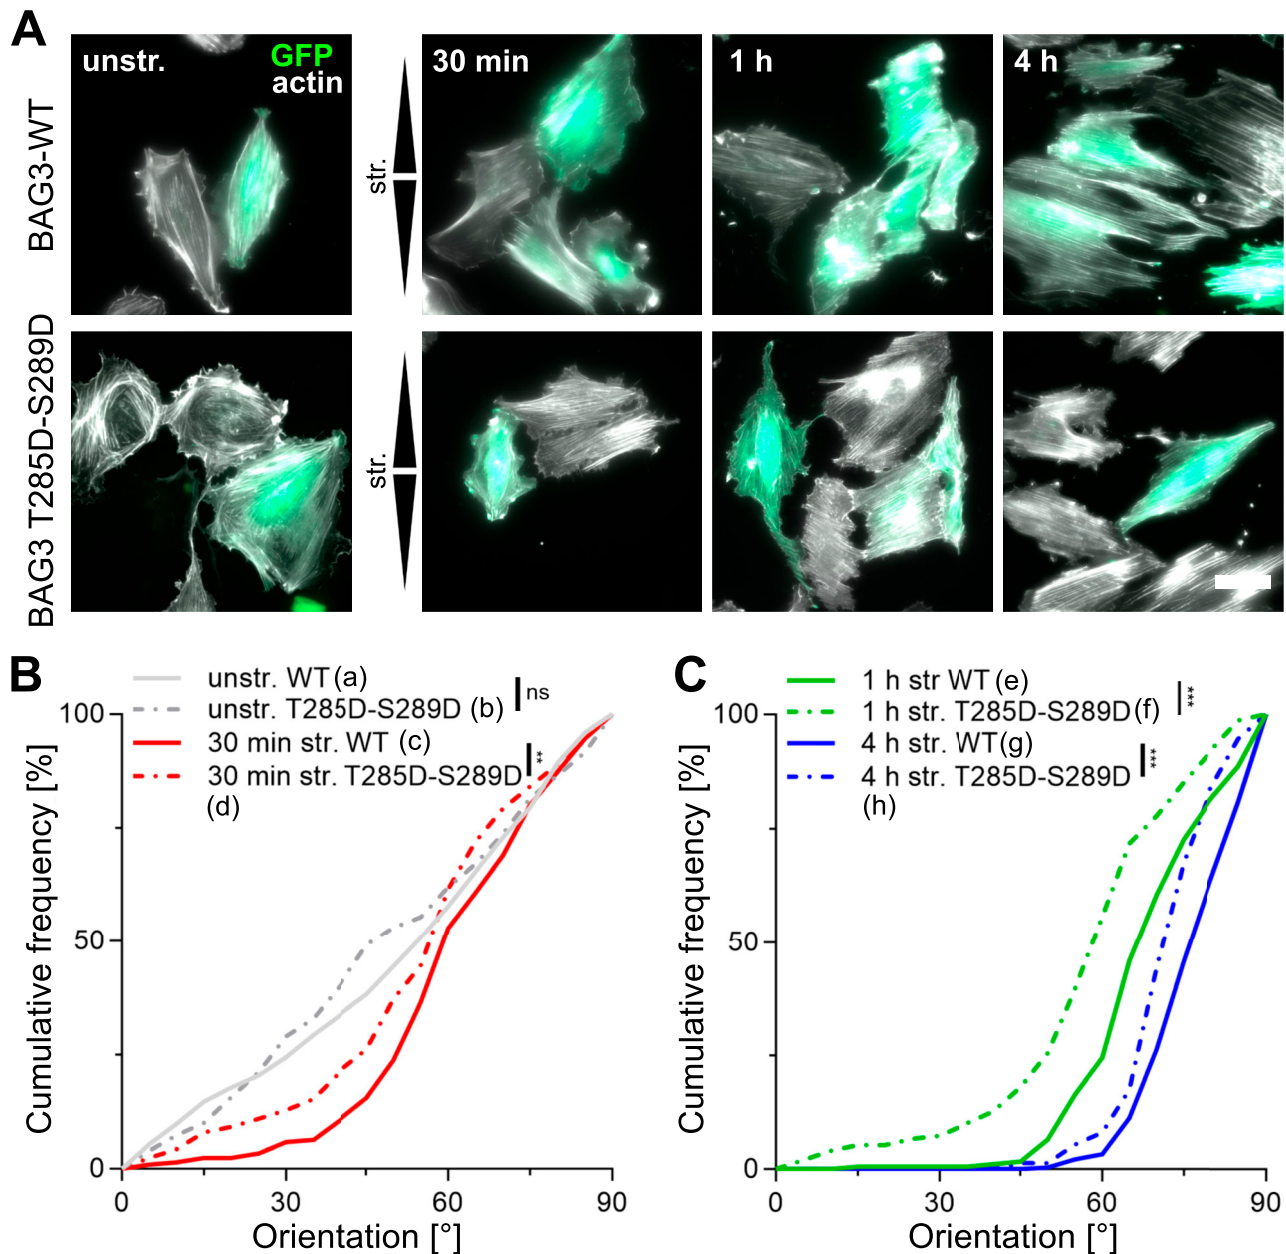 A
unstr.
GFP
actin
30 min
1 h
4 h
BAG3-WT
str.
BAG3 T285D-S289D
str.
B
unstr. WT (a)
unstr. T285D-S289D (b)
ns
30 min str. WT (c)
30 min str. T285D-S289D
**
(d)
100
50
0
Cumulative frequency [%]
0 30 60 90
Orientation [°]
C
1 h str WT (e)
1 h str. T285D-S289D (f)
***
4 h str. WT (g)
4 h str. T285D-S289D
***
(h)
100
50
0
Cumulative frequency [%]
0 30 60 90
Orientation [°]